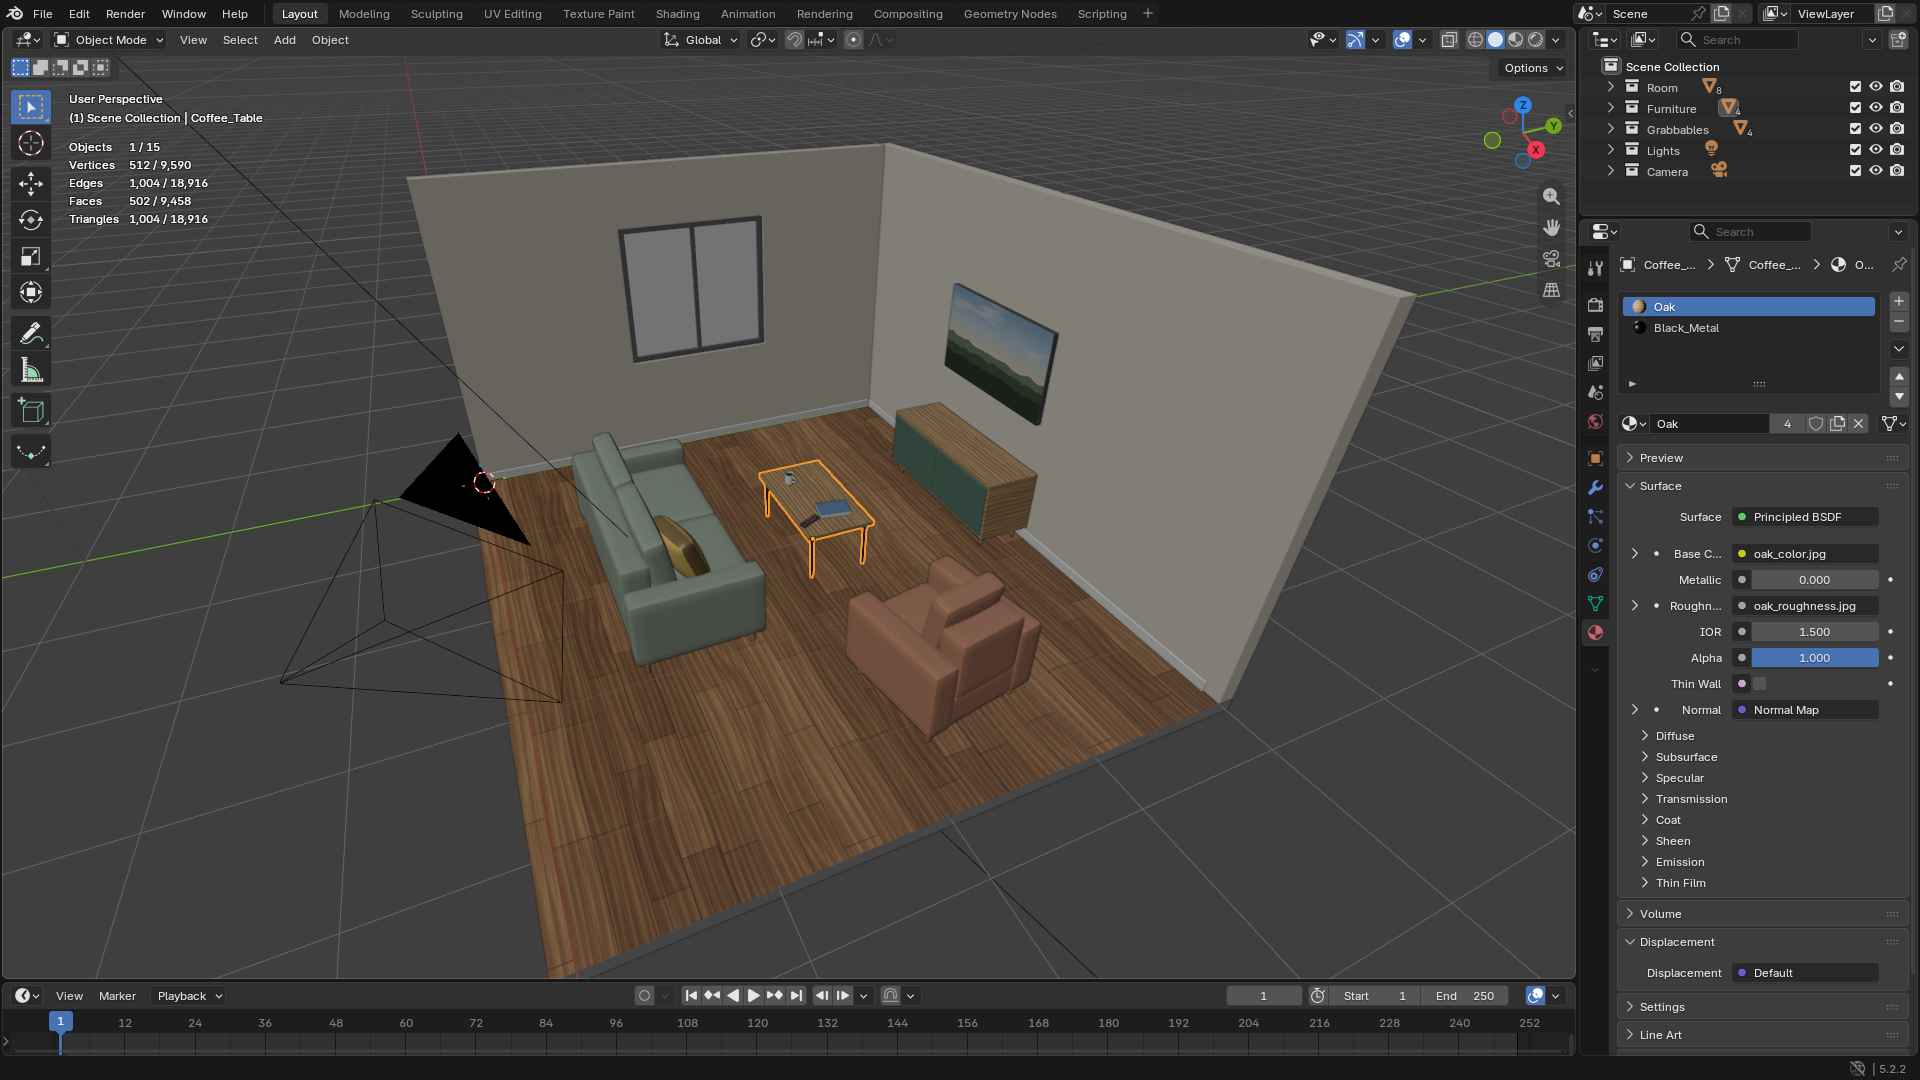 File Edit Render Window Help Layout Modeling Sculpting UV Editing Texture Paint Shading Animation Rendering Compositing Geometry Nodes Scripting Scene ViewLayer
Object Mode View Select Add Object Global Search
Options
User Perspective
(1) Scene Collection | Coffee_Table
Objects 1 / 15
Vertices 512 / 9,590
Edges 1,004 / 18,916
Faces 502 / 9,458
Triangles 1,004 / 18,916
Z
Y
X
Scene Collection
Room 8
Furniture 4
Grabbables 4
Lights
Camera
Search
Coffee_... Coffee_... O...
Oak
Black_Metal
Oak 4
Preview
Surface
Surface Principled BSDF
Base C... oak_color.jpg
Metallic 0.000
Roughn... oak_roughness.jpg
IOR 1.500
Alpha 1.000
Thin Wall
Normal Normal Map
Diffuse
Subsurface
Specular
Transmission
Coat
Sheen
Emission
Thin Film
Volume
Displacement
Displacement Default
Settings
Line Art
View Marker Playback 1 Start 1 End 250
1 12 24 36 48 60 72 84 96 108 120 132 144 156 168 180 192 204 216 228 240 252
5.2.2